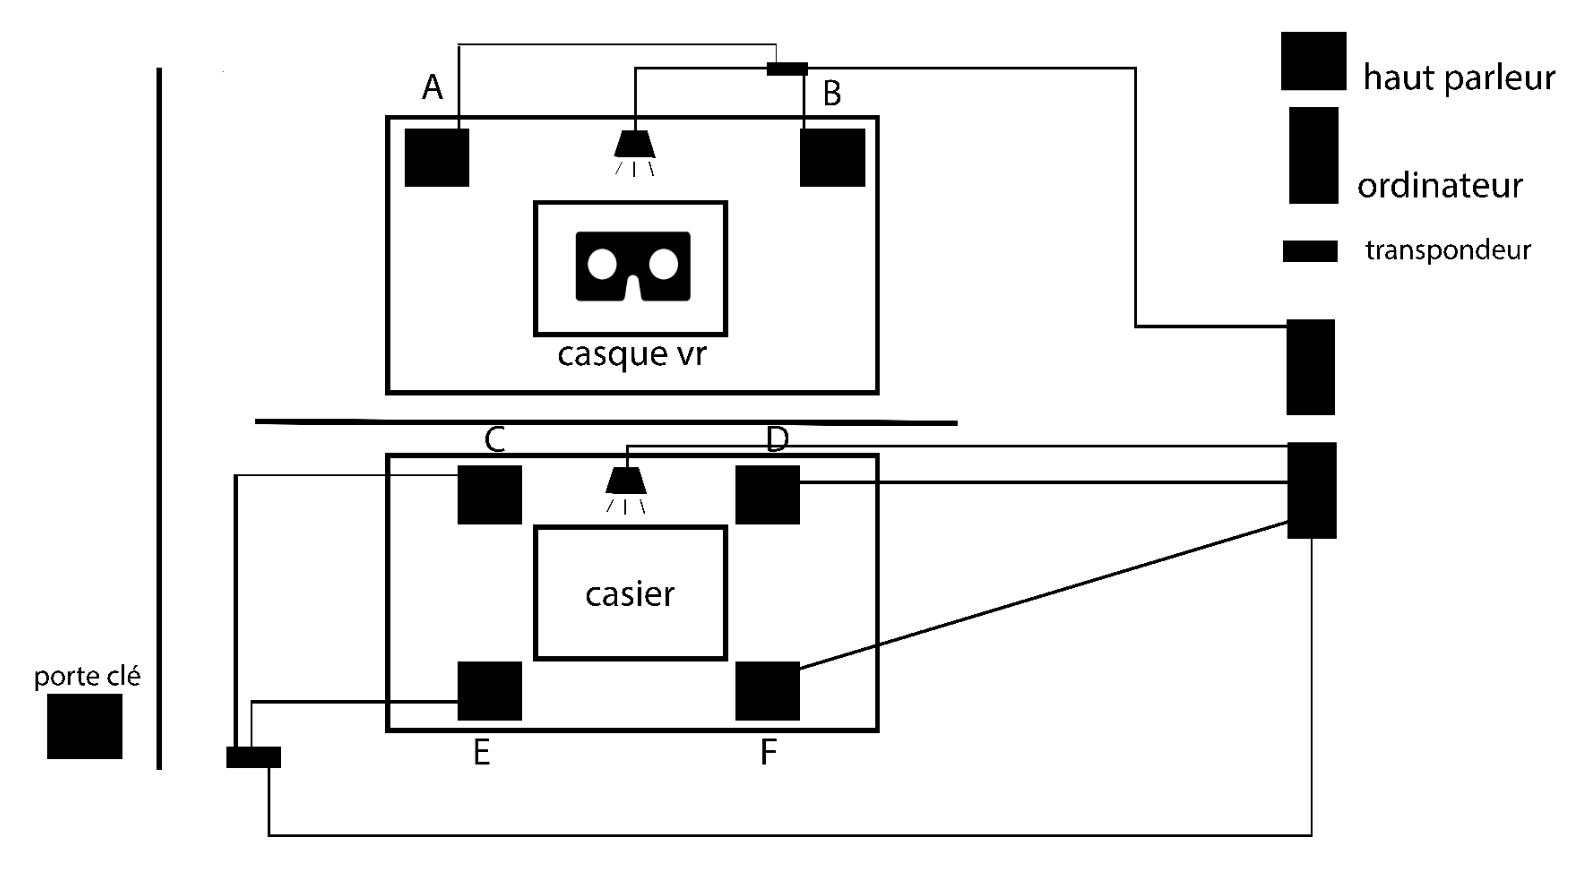 haut parleur
A
B
ordinateur
transpondeur
casque vr
C
D
casier
porte clé
E
F